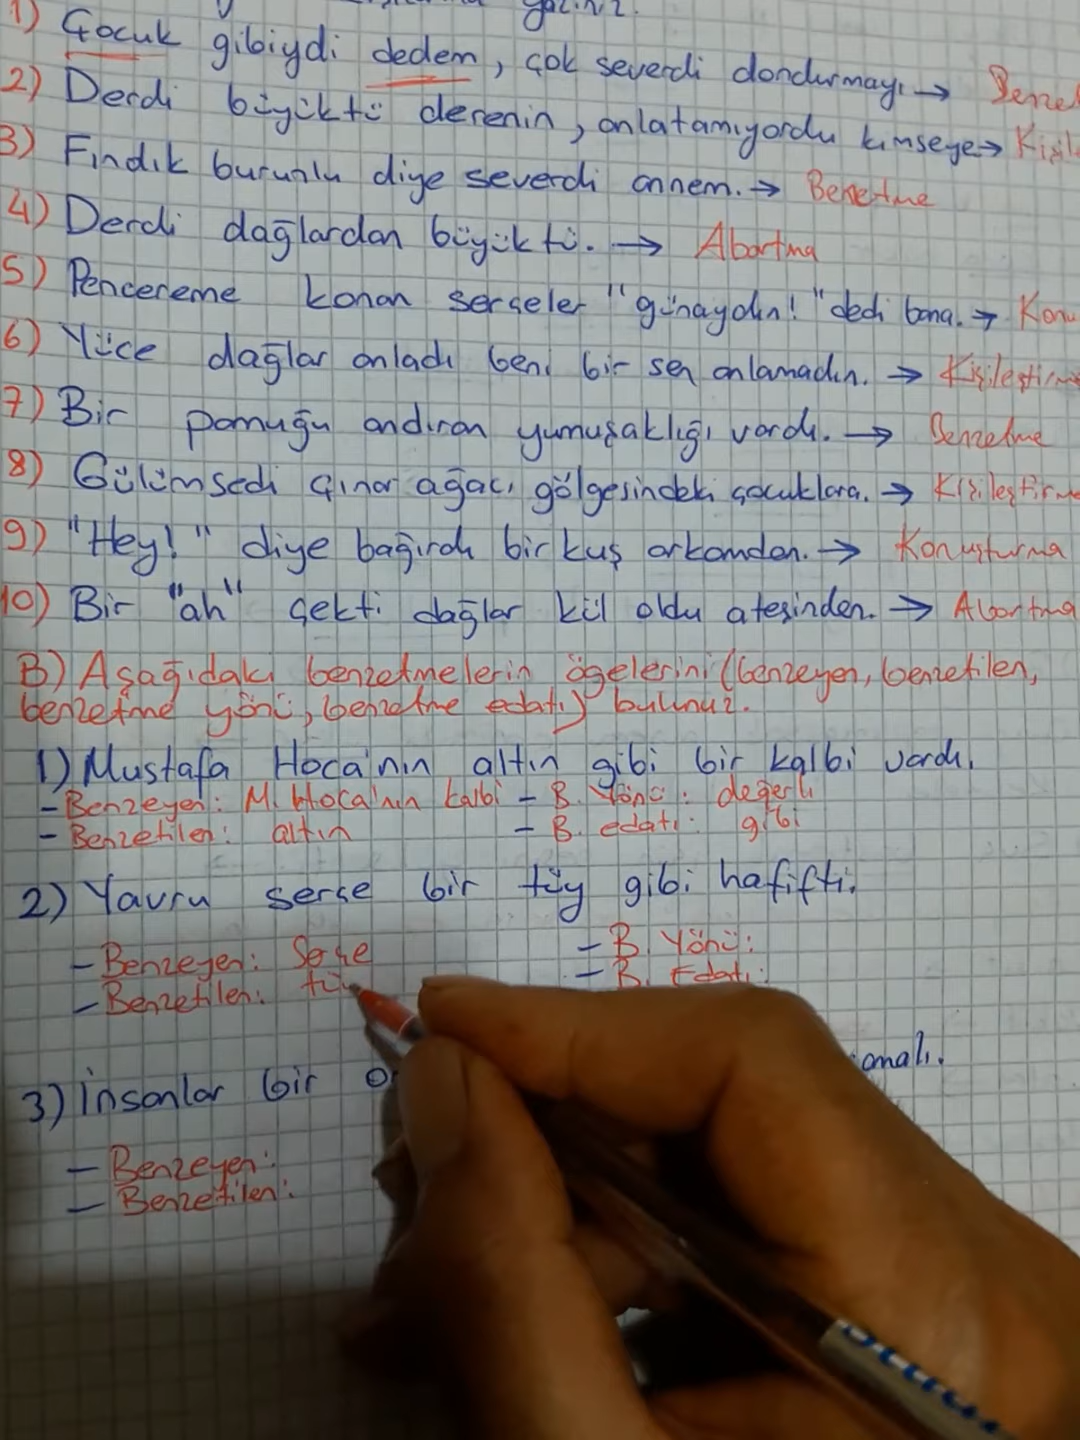 yazınız.
1) Çocuk gibiydi dedem, çok severdi dondurmayı →
2) Derdi büyüktü derenin, anlatamıyordu kimseye →
3) Fındık burunlu diye severdi annem. → Benzetme
4) Derdi dağlardan büyüktü. → Abartma
5) Pencereme konan serçeler "günaydın!" dedi bana. →
6) Yüce dağlar anladı beni bir sen anlamadın. → Kişileştirme
7) Bir pamuğu andıran yumuşaklığı vardı. → Benzetme
8) Gülümsedi çınar ağacı gölgesindeki çocuklara. → Kişileştirme
9) "Hey!" diye bağırdı bir kuş arkamdan. → Konuşturma
10) Bir "ah" çekti dağlar kül oldu ateşinden. → Abartma
B) Aşağıdaki benzetmelerin ögelerini (benzeyen, benzetilen,
benzetme yönü, benzetme edatı) bulunuz.
1) Mustafa Hoca'nın altın gibi bir kalbi vardı.
- Benzeyen: M. Hoca'nın kalbi - B. Yönü: değerli
- Benzetilen: altın - B. edatı: gibi
2) Yavru serçe bir tüy gibi hafifti.
- Benzeyen: Serçe - B. Yönü:
- Benzetilen: tü - B. Edatı:
3) İnsanlar bir
- Benzeyen:
- Benzetilen: